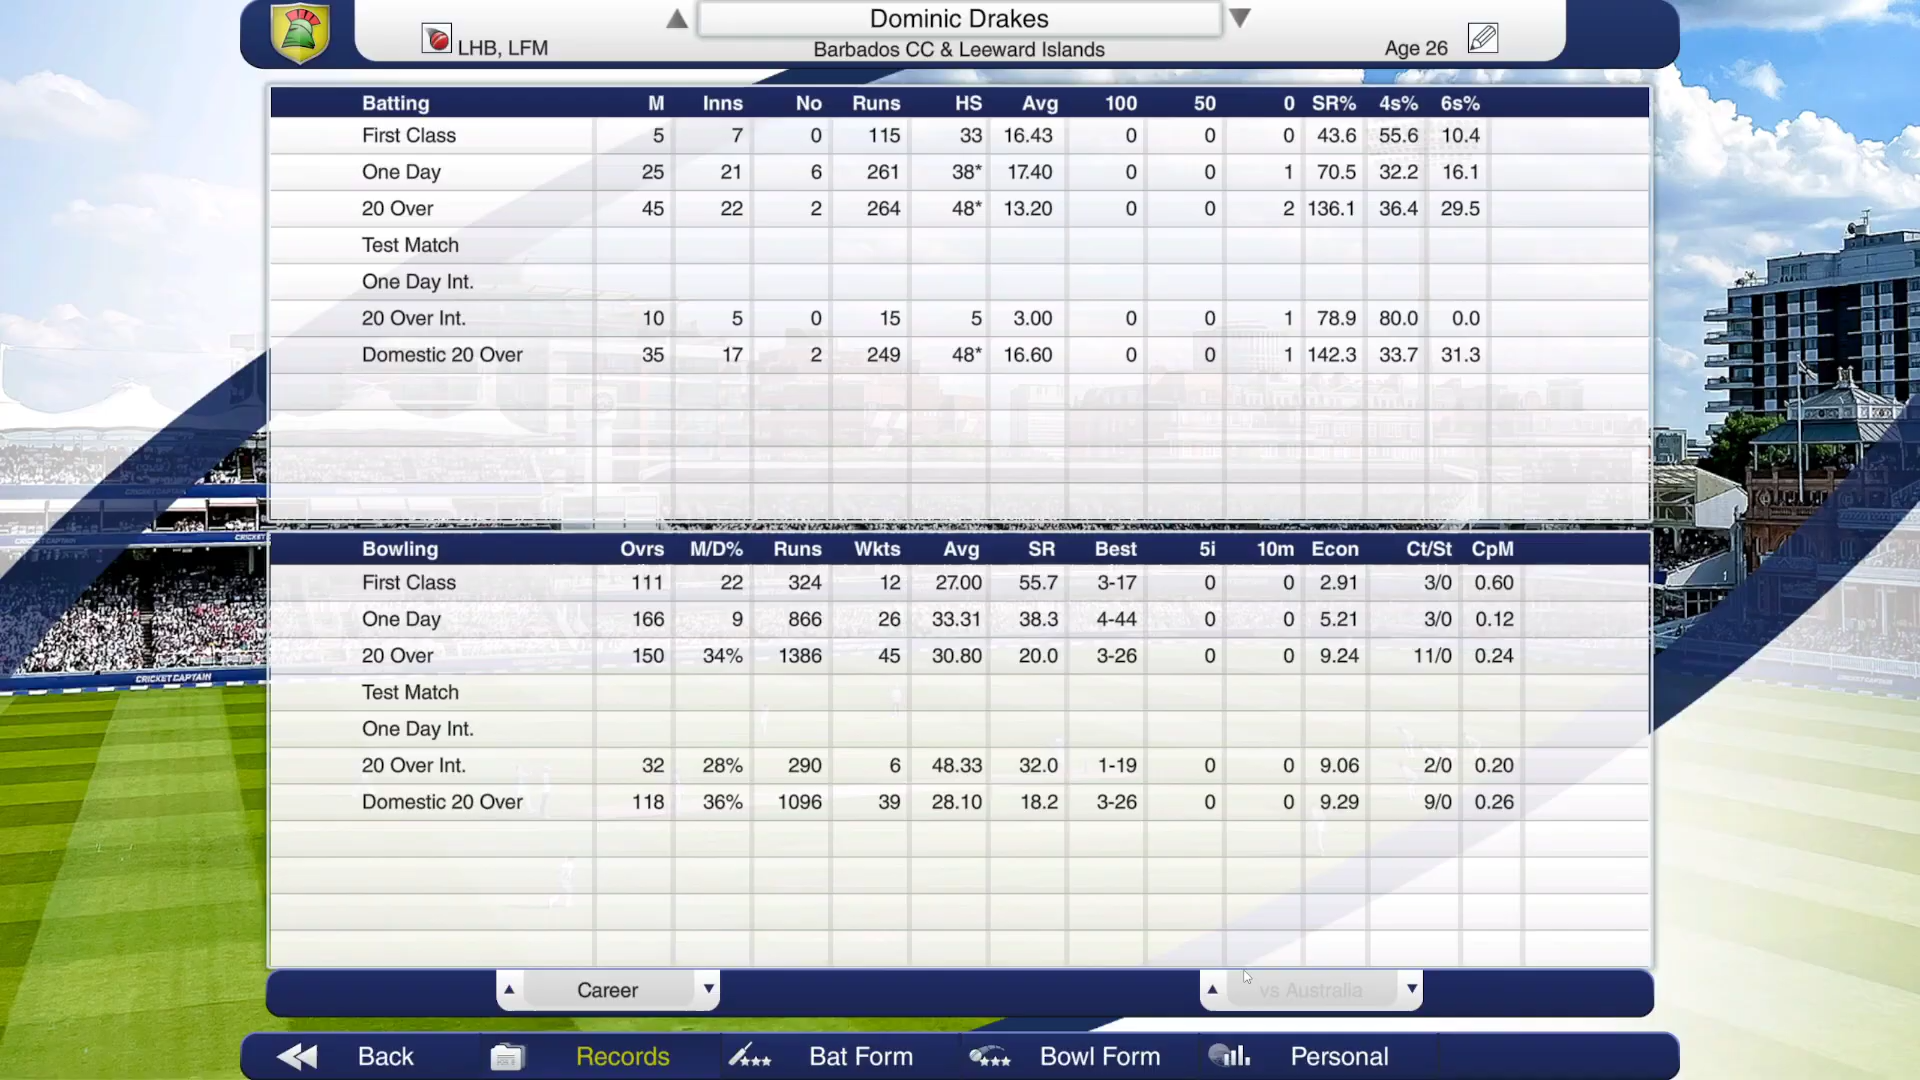 Dominic Drakes
LHB, LFM
Barbados CC & Leeward Islands
Age 26
Batting M Inns No Runs HS Avg 100 50 0 SR% 4s% 6s%
First Class 5 7 0 115 33 16.43 0 0 0 43.6 55.6 10.4
One Day 25 21 6 261 38* 17.40 0 0 1 70.5 32.2 16.1
20 Over 45 22 2 264 48* 13.20 0 0 2 136.1 36.4 29.5
Test Match
One Day Int.
20 Over Int. 10 5 0 15 5 3.00 0 0 1 78.9 80.0 0.0
Domestic 20 Over 35 17 2 249 48* 16.60 0 0 1 142.3 33.7 31.3
Bowling Ovrs M/D% Runs Wkts Avg SR Best 5i 10m Econ Ct/St CpM
First Class 111 22 324 12 27.00 55.7 3-17 0 0 2.91 3/0 0.60
One Day 166 9 866 26 33.31 38.3 4-44 0 0 5.21 3/0 0.12
20 Over 150 34% 1386 45 30.80 20.0 3-26 0 0 9.24 11/0 0.24
Test Match
One Day Int.
20 Over Int. 32 28% 290 6 48.33 32.0 1-19 0 0 9.06 2/0 0.20
Domestic 20 Over 118 36% 1096 39 28.10 18.2 3-26 0 0 9.29 9/0 0.26
CRICKET CAPTAIN
Career
vs Australia
Back Records Bat Form Bowl Form Personal